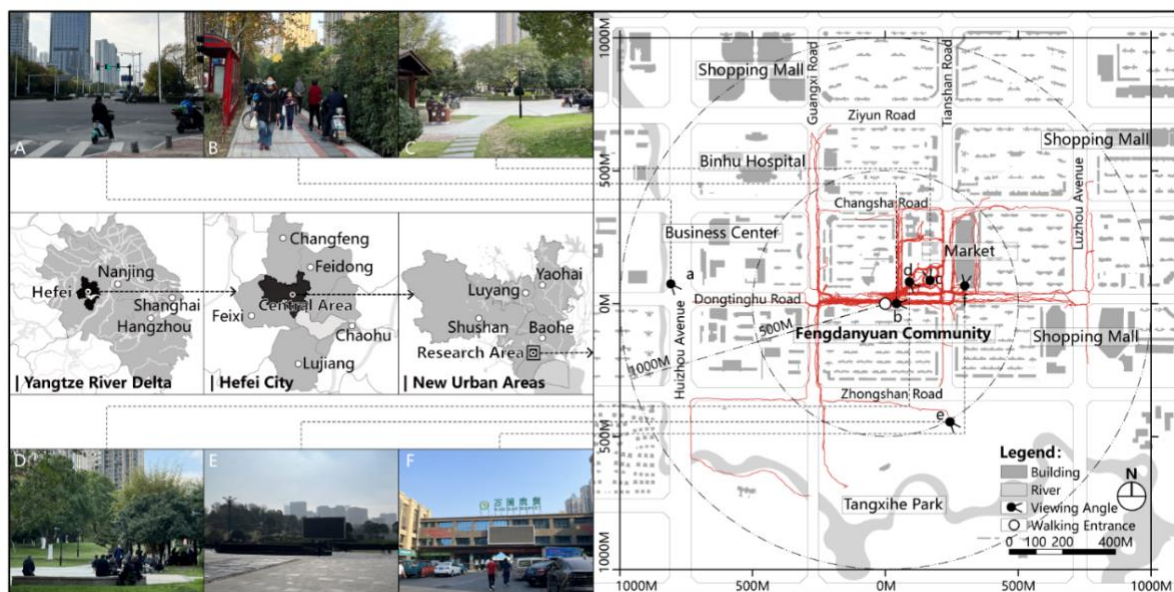 A
B
C
Nanjing
Hefei
Shanghai
Hangzhou
| Yangtze River Delta
Changfeng
Feidong
Central Area
Feixi
Chaohu
Lujiang
| Hefei City
Yaohai
Luyang
Shushan
Baohe
Research Area
| New Urban Areas
D
E
F
1000M
500M
0M
500M
1000M
Shopping Mall
Guangxi Road
Tianshan Road
Ziyun Road
Binhu Hospital
Shopping Mall
Luzhou Avenue
Changsha Road
Business Center
Market
a
d
c
f
b
Dongtinghu Road
Huizhou Avenue
Fengdanyuan Community
500M
1000M
Shopping Mall
Zhongshan Road
e
Tangxihe Park
Legend:
Building
River
Viewing Angle
Walking Entrance
N
0 100 200 400M
1000M 500M 0M 500M 1000M